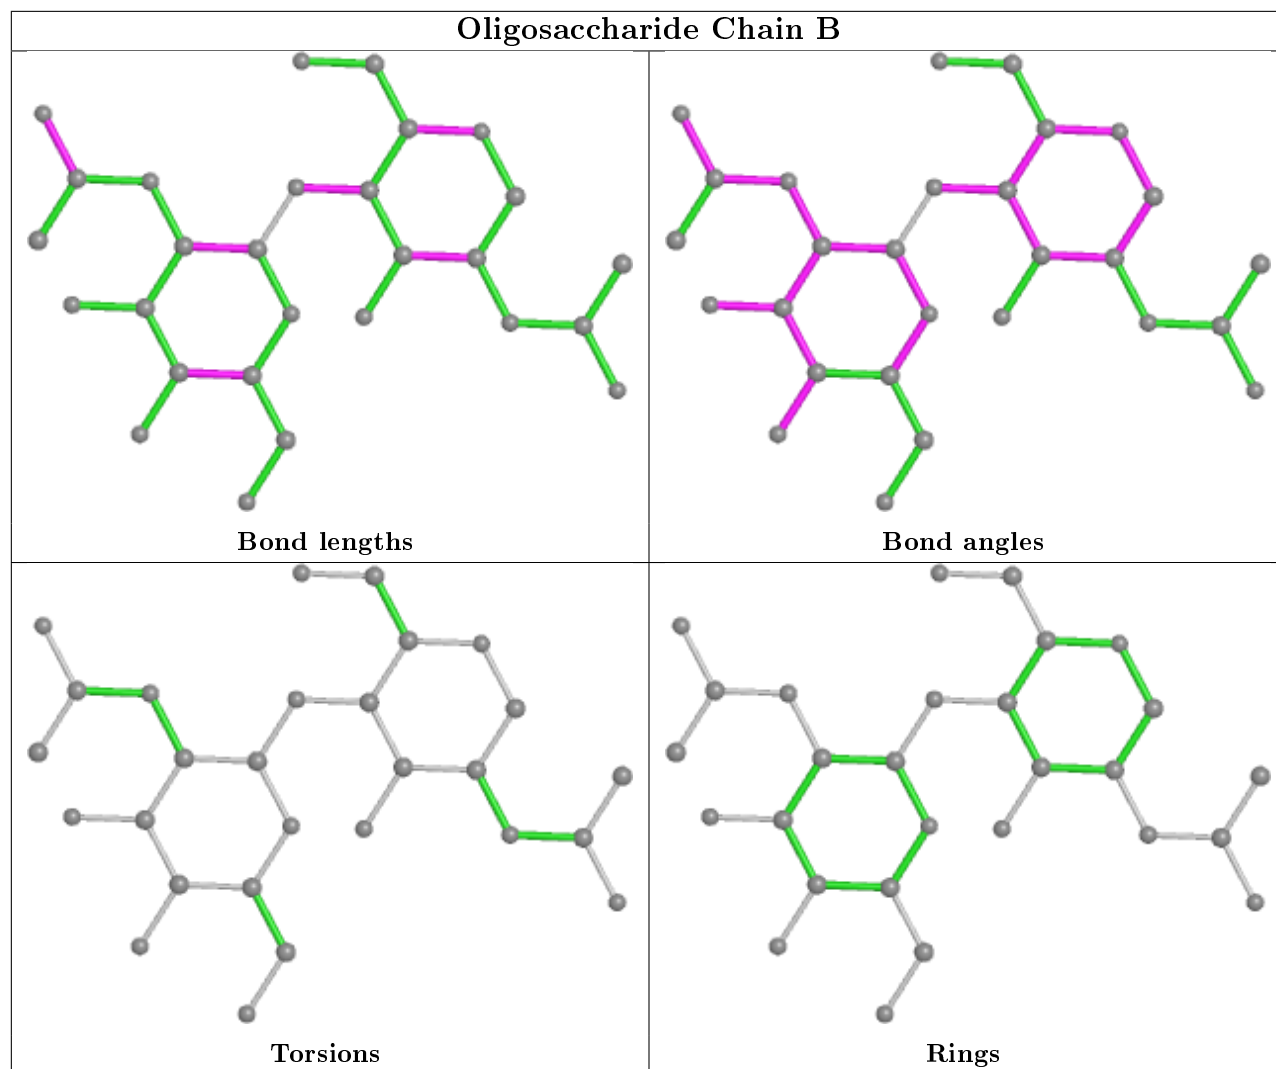 Oligosaccharide Chain B
Bond lengths
Bond angles
Torsions
Rings